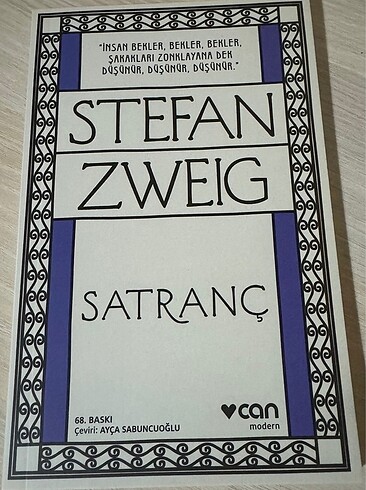 "İNSAN BEKLER, BEKLER, BEKLER,
ŞAKAKLARI ZONKLAYANA DEK
DÜŞÜNÜR, DÜŞÜNÜR, DÜŞÜNÜR."
STEFAN
ZWEIG
SATRANÇ
68. BASKI
Çeviri: AYÇA SABUNCUOĞLU
can
modern